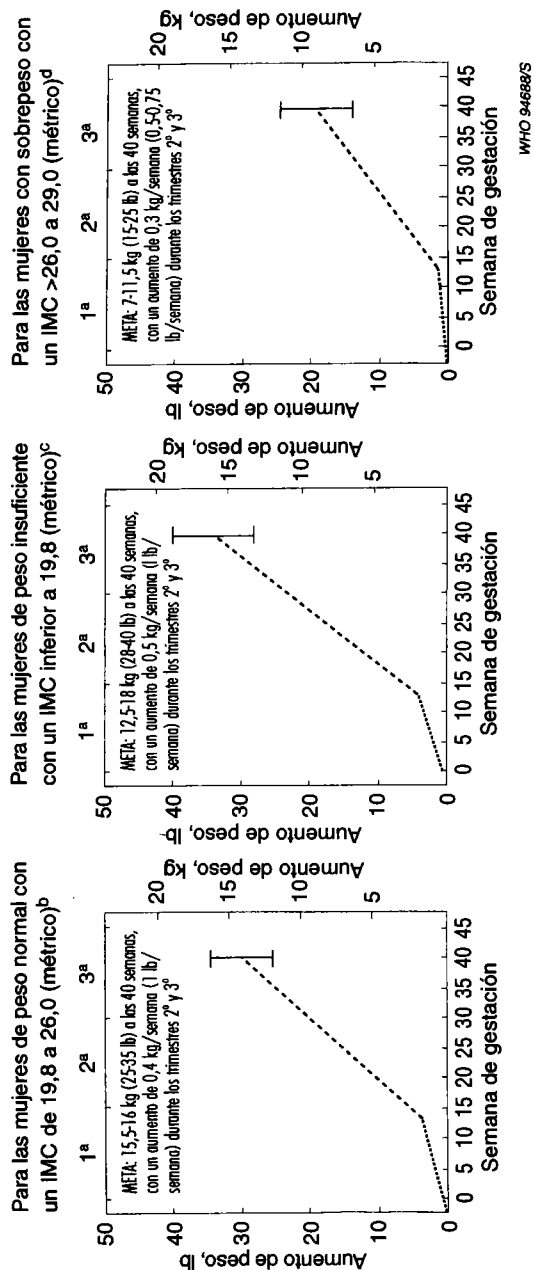 Para las mujeres de peso normal con
un IMC de 19,8 a 26,0 (métrico)ᵇ
1ª 2ª 3ª
META: 15,5-16 kg (25-35 lb) a las 40 semanas,
con un aumento de 0,4 kg/semana (1 lb/
semana) durante los trimestres 2º y 3º
Aumento de peso, lb
50
40
30
20
10
0
Aumento de peso, kg
20
15
10
5
0 5 10 15 20 25 30 35 40 45
Semana de gestación
Para las mujeres de peso insuficiente
con un IMC inferior a 19,8 (métrico)ᶜ
1ª 2ª 3ª
META: 12,5-18 kg (28-40 lb) a las 40 semanas,
con un aumento de 0,5 kg/semana (1 lb/
semana) durante los trimestres 2º y 3º
Aumento de peso, lb
50
40
30
20
10
0
Aumento de peso, kg
20
15
10
5
0 5 10 15 20 25 30 35 40 45
Semana de gestación
Para las mujeres con sobrepeso con
un IMC >26,0 a 29,0 (métrico)ᵈ
1ª 2ª 3ª
META: 7-11,5 kg (15-25 lb) a las 40 semanas,
con un aumento de 0,3 kg/semana (0,5-0,75
lb/semana) durante los trimestres 2º y 3º
Aumento de peso, lb
50
40
30
20
10
0
Aumento de peso, kg
20
15
10
5
0 5 10 15 20 25 30 35 40 45
Semana de gestación
WHO 94688/S